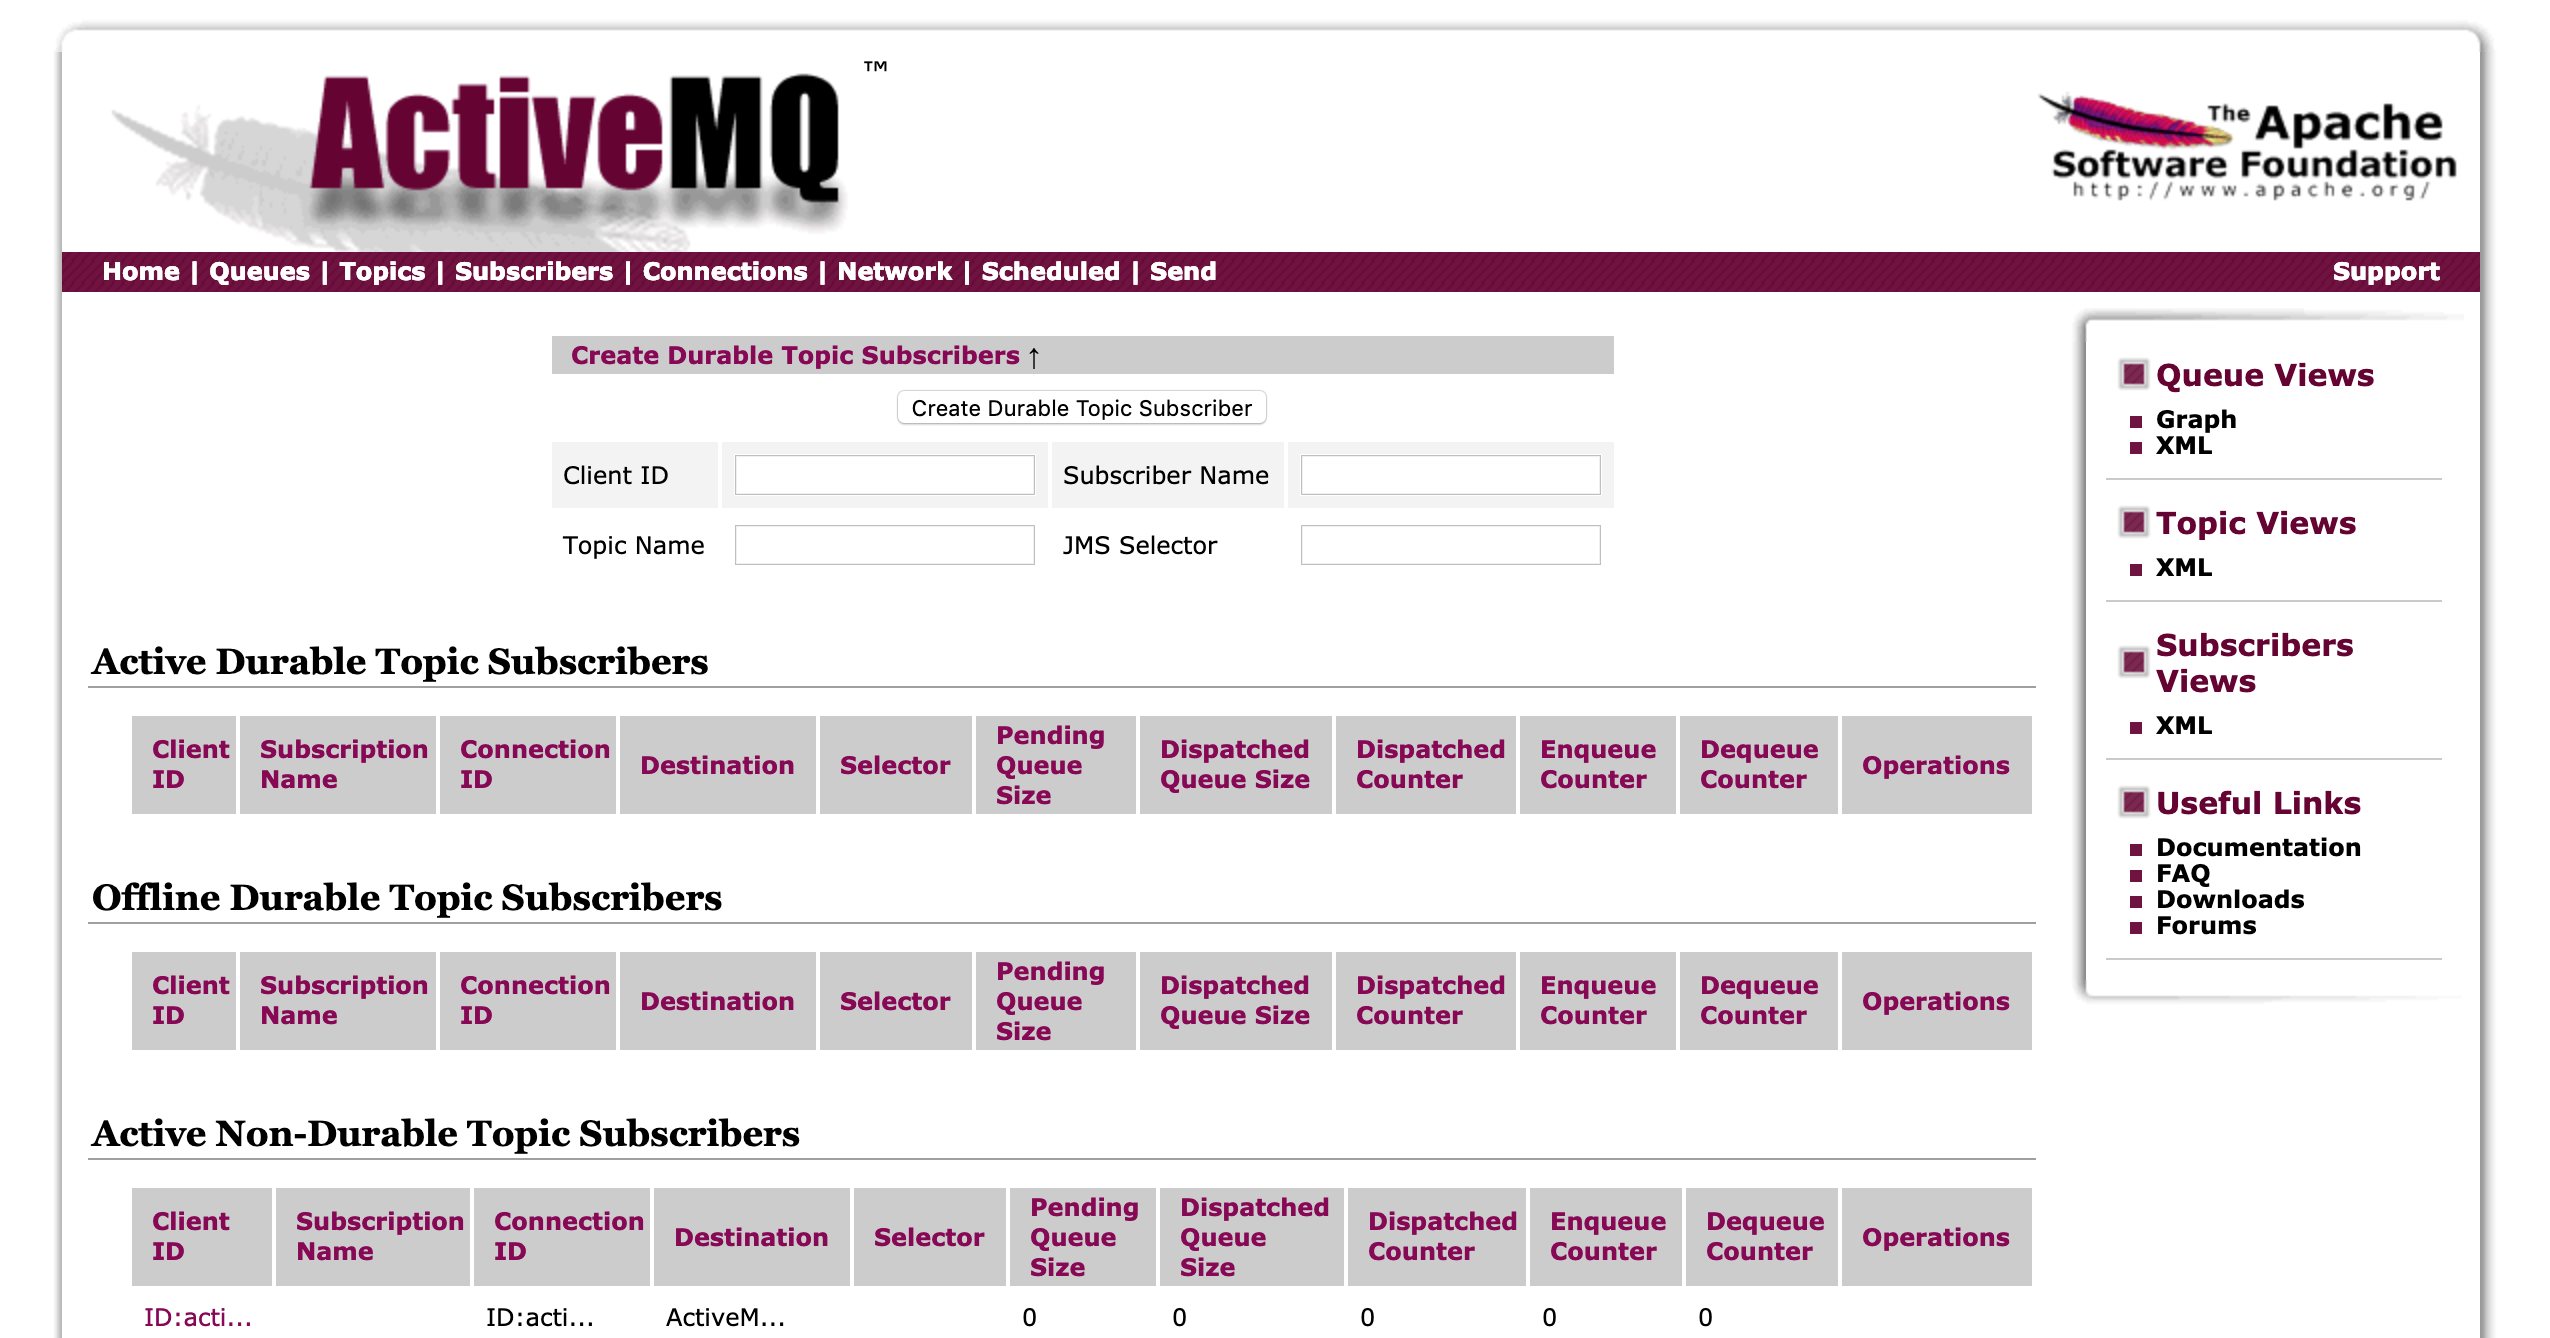 ActiveMQ ™
The Apache
Software Foundation
http://www.apache.org/
Home | Queues | Topics | Subscribers | Connections | Network | Scheduled | Send
Support
Create Durable Topic Subscribers ↑
Create Durable Topic Subscriber
Client ID
Subscriber Name
Topic Name
JMS Selector
Active Durable Topic Subscribers
Client ID
Subscription Name
Connection ID
Destination
Selector
Pending Queue Size
Dispatched Queue Size
Dispatched Counter
Enqueue Counter
Dequeue Counter
Operations
Offline Durable Topic Subscribers
Client ID
Subscription Name
Connection ID
Destination
Selector
Pending Queue Size
Dispatched Queue Size
Dispatched Counter
Enqueue Counter
Dequeue Counter
Operations
Active Non-Durable Topic Subscribers
Client ID
Subscription Name
Connection ID
Destination
Selector
Pending Queue Size
Dispatched Queue Size
Dispatched Counter
Enqueue Counter
Dequeue Counter
Operations
ID:acti... ID:acti... ActiveM... 0 0 0 0 0
Queue Views
Graph
XML
Topic Views
XML
Subscribers
Views
XML
Useful Links
Documentation
FAQ
Downloads
Forums